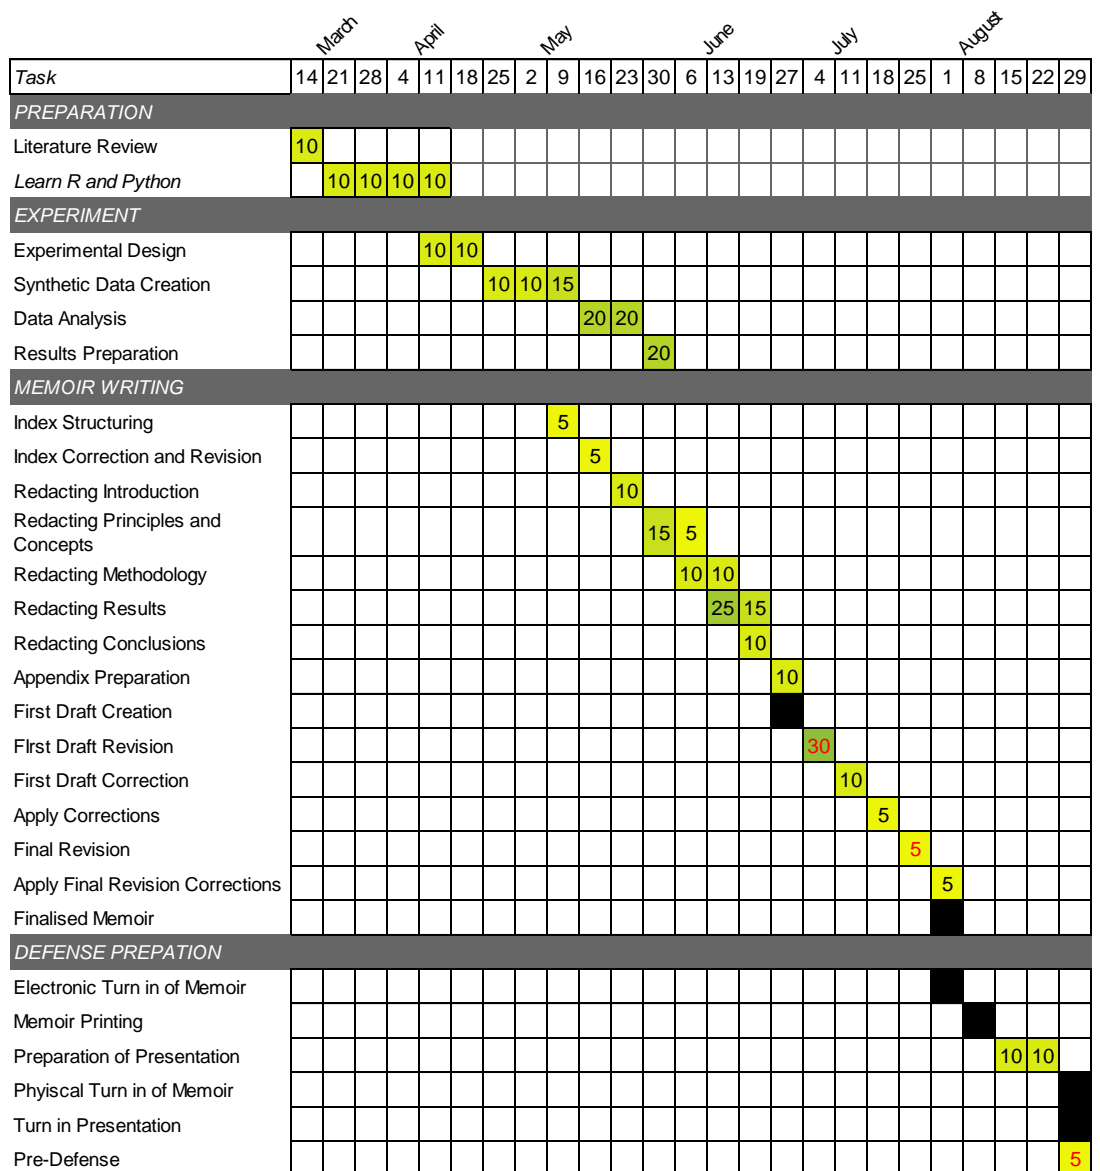 March April May June July August
Task 14 21 28 4 11 18 25 2 9 16 23 30 6 13 19 27 4 11 18 25 1 8 15 22 29
PREPARATION
Literature Review 10
Learn R and Python 10 10 10 10
EXPERIMENT
Experimental Design 10 10
Synthetic Data Creation 10 10 15
Data Analysis 20 20
Results Preparation 20
MEMOIR WRITING
Index Structuring 5
Index Correction and Revision 5
Redacting Introduction 10
Redacting Principles and
Concepts 15 5
Redacting Methodology 10 10
Redacting Results 25 15
Redacting Conclusions 10
Appendix Preparation 10
First Draft Creation
FIrst Draft Revision 30
First Draft Correction 10
Apply Corrections 5
Final Revision 5
Apply Final Revision Corrections 5
Finalised Memoir
DEFENSE PREPATION
Electronic Turn in of Memoir
Memoir Printing
Preparation of Presentation 10 10
Phyiscal Turn in of Memoir
Turn in Presentation
Pre-Defense 5